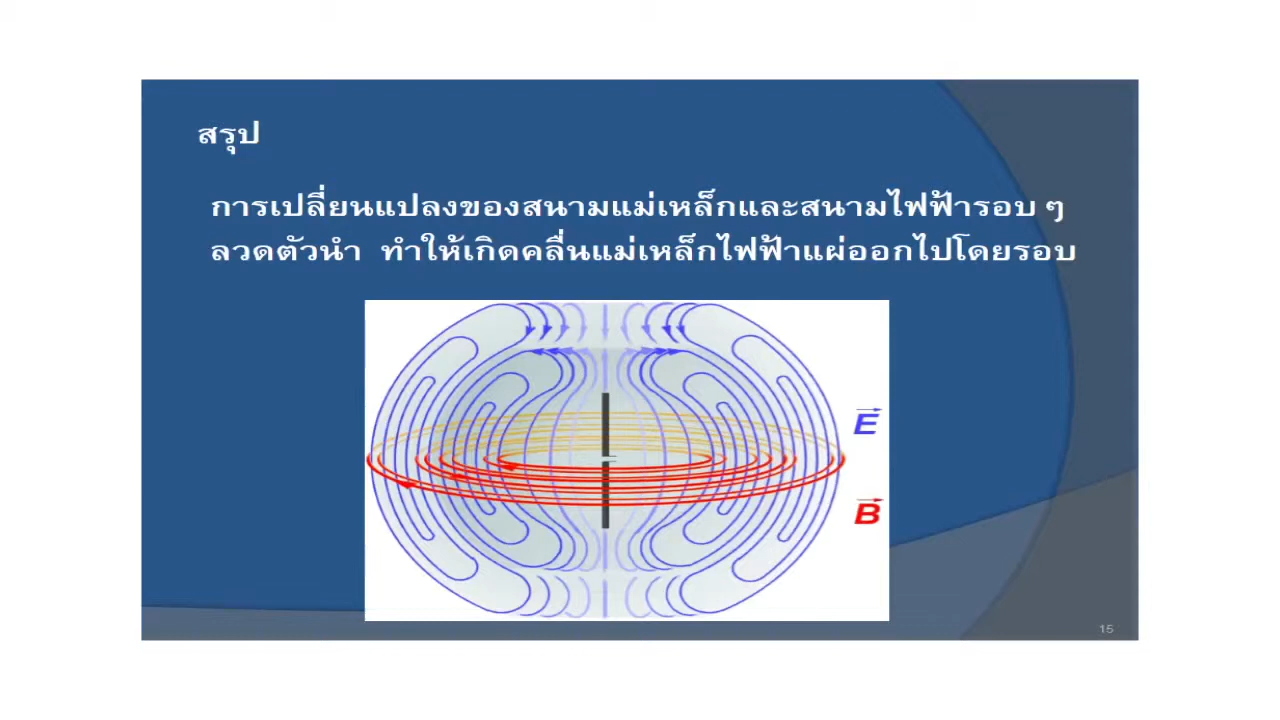 สรุป
การเปลี่ยนแปลงของสนามแม่เหล็กและสนามไฟฟ้ารอบ ๆ
ลวดตัวนำ ทำให้เกิดคลื่นแม่เหล็กไฟฟ้าแผ่ออกไปโดยรอบ
E
B
15